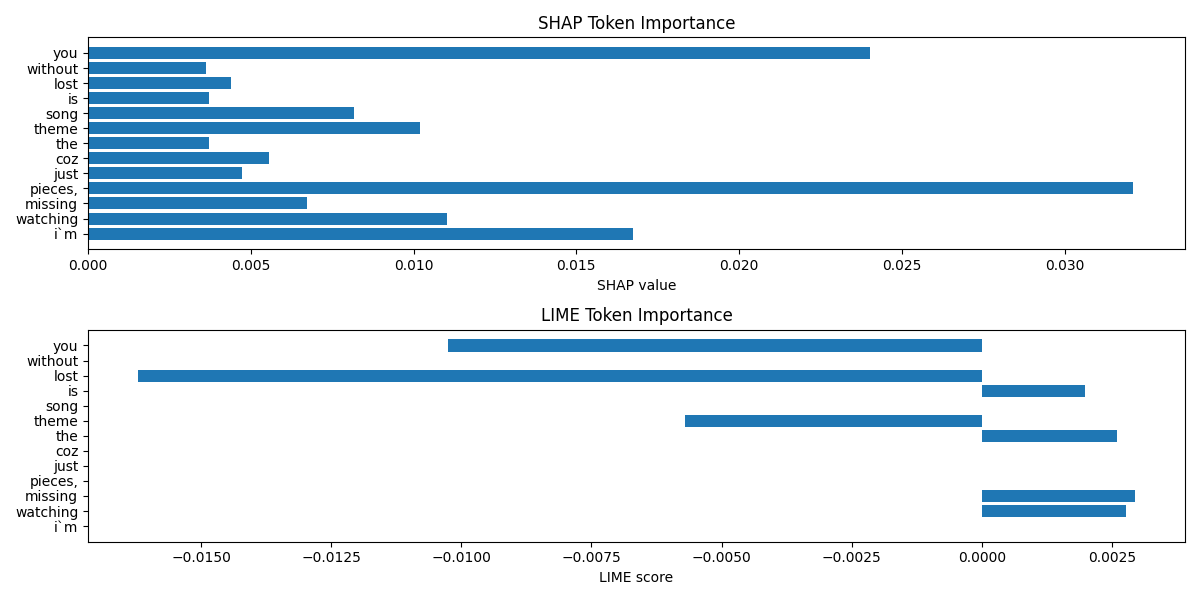 SHAP Token Importance
you
without
lost
is
song
theme
the
coz
just
pieces,
missing
watching
i`m
0.000 0.005 0.010 0.015 0.020 0.025 0.030
SHAP value
LIME Token Importance
you
without
lost
is
song
theme
the
coz
just
pieces,
missing
watching
i`m
−0.0150 −0.0125 −0.0100 −0.0075 −0.0050 −0.0025 0.0000 0.0025
LIME score